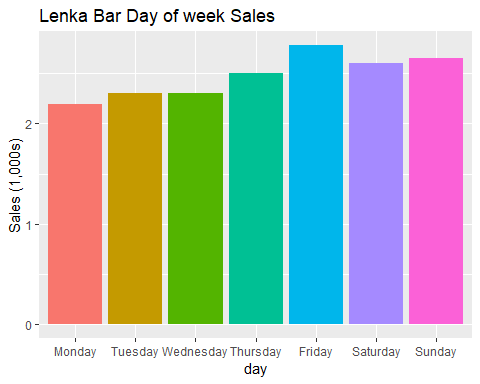 Lenka Bar Day of week Sales
Sales (1,000s)
2
1
0
Monday Tuesday Wednesday Thursday Friday Saturday Sunday
day